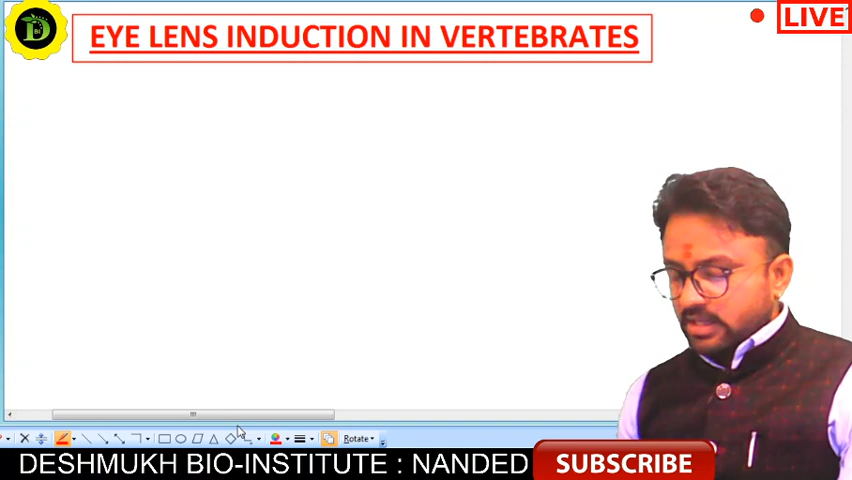 EYE LENS INDUCTION IN VERTEBRATES
LIVE
D
Rotate
DESHMUKH BIO-INSTITUTE : NANDED
SUBSCRIBE